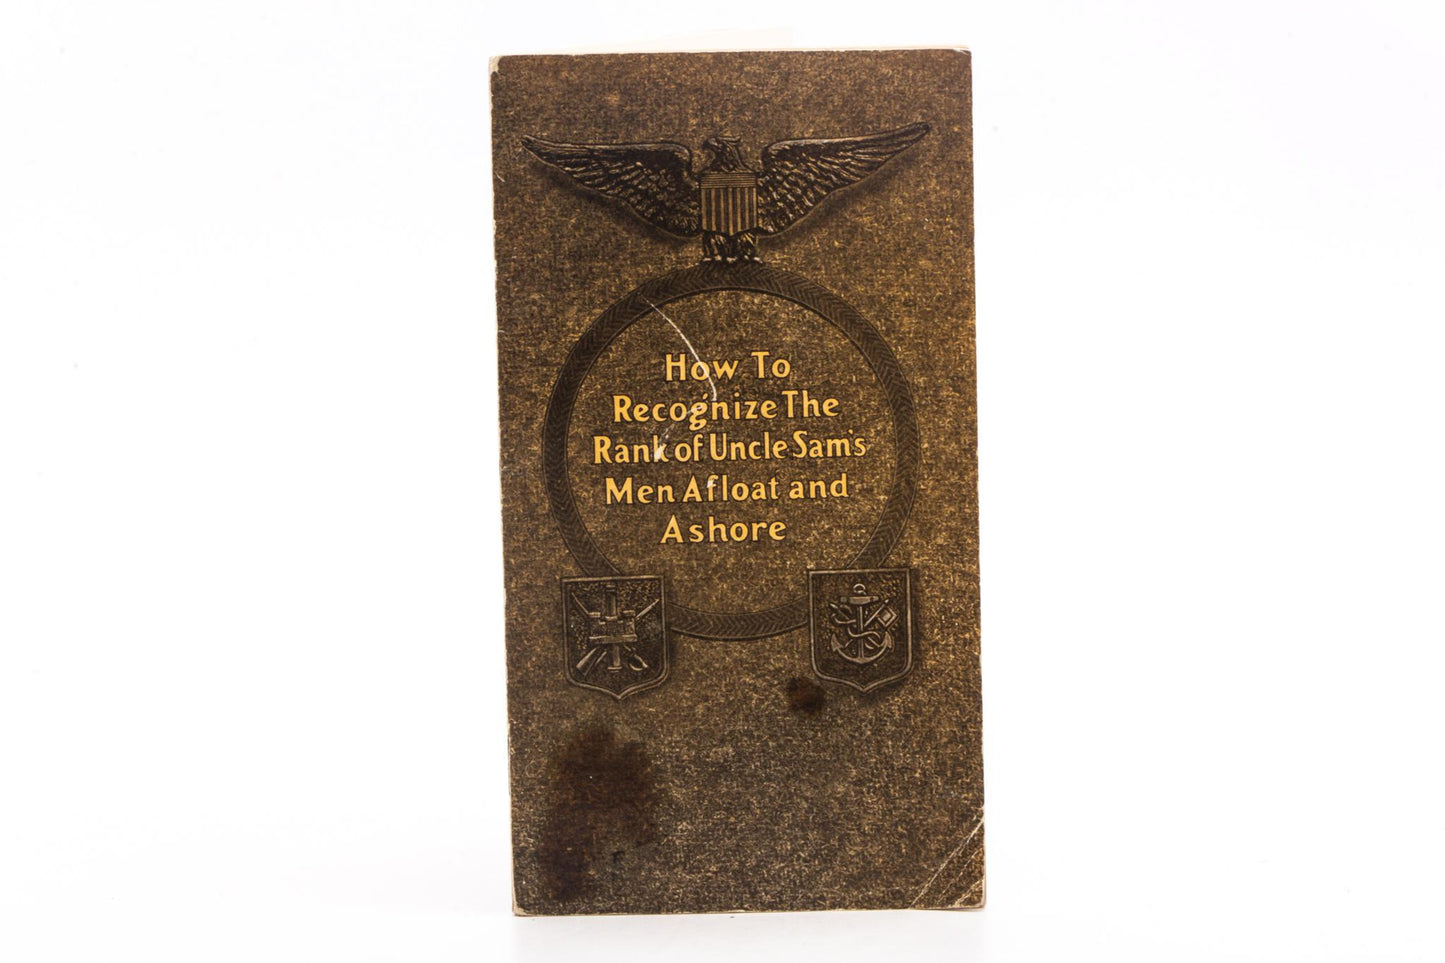 How To
Recognize The
Rank of Uncle Sam's
Men Afloat and
Ashore